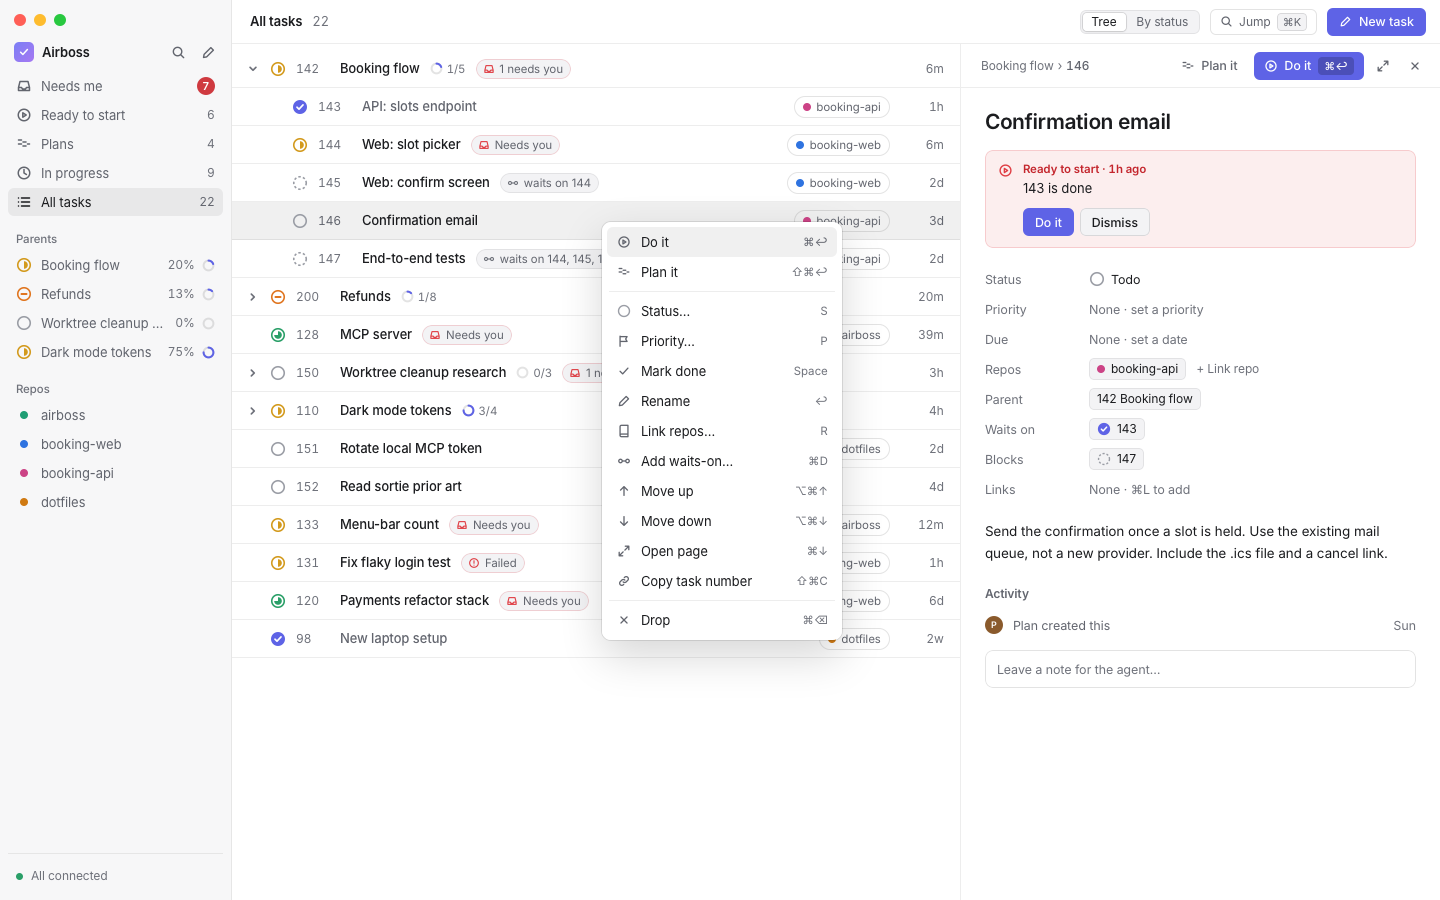 Airboss
Needs me 7
Ready to start 6
Plans 4
In progress 9
All tasks 22
Parents
Booking flow 20%
Refunds 13%
Worktree cleanup ... 0%
Dark mode tokens 75%
Repos
airboss
booking-web
booking-api
dotfiles
All connected
All tasks 22
Tree By status Jump ⌘K New task
142 Booking flow 1/5 1 needs you 6m
143 API: slots endpoint booking-api 1h
144 Web: slot picker Needs you booking-web 6m
145 Web: confirm screen waits on 144 booking-web 2d
146 Confirmation email booking-api 3d
147 End-to-end tests waits on 144, 145, 2d
200 Refunds 1/8 20m
128 MCP server Needs you airboss 39m
150 Worktree cleanup research 0/3 3h
110 Dark mode tokens 3/4 4h
151 Rotate local MCP token dotfiles 2d
152 Read sortie prior art 4d
133 Menu-bar count Needs you airboss 12m
131 Fix flaky login test Failed 1h
120 Payments refactor stack Needs you 6d
98 New laptop setup dotfiles 2w
Do it ⌘↩
Plan it ⇧⌘↩
Status... S
Priority... P
Mark done Space
Rename ↩
Link repos... R
Add waits-on... ⌘D
Move up ⌥⌘↑
Move down ⌥⌘↓
Open page ⌘↓
Copy task number ⇧⌘C
Drop ⌘⌫
Booking flow › 146 Plan it Do it ⌘↩
Confirmation email
Ready to start · 1h ago
143 is done
Do it Dismiss
Status Todo
Priority None · set a priority
Due None · set a date
Repos booking-api + Link repo
Parent 142 Booking flow
Waits on 143
Blocks 147
Links None · ⌘L to add
Send the confirmation once a slot is held. Use the existing mail
queue, not a new provider. Include the .ics file and a cancel link.
Activity
P Plan created this Sun
Leave a note for the agent...